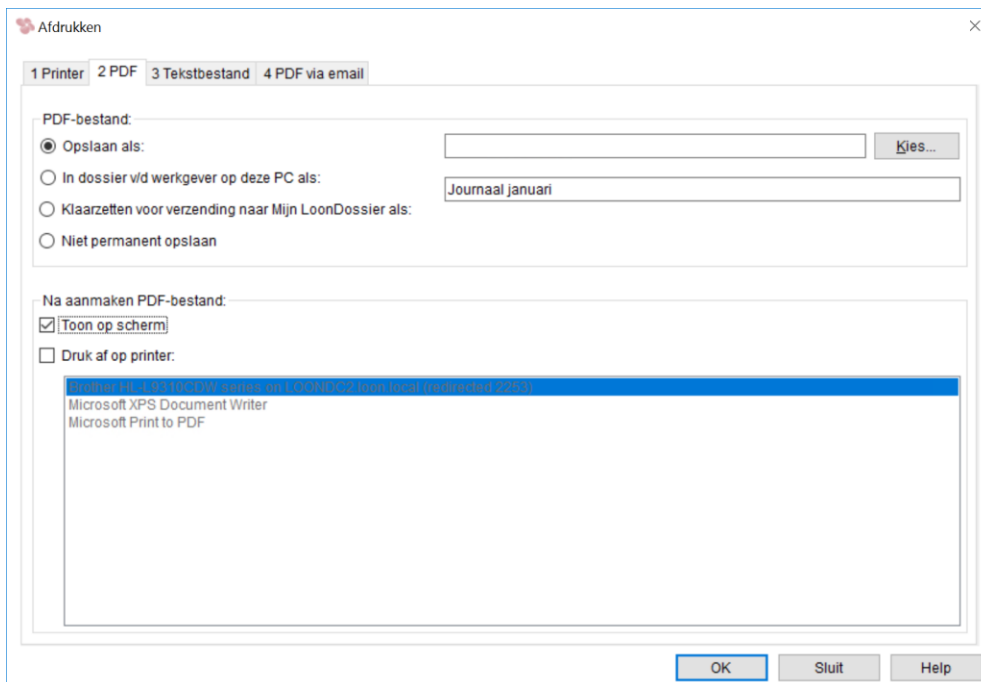 Afdrukken
1 Printer 2 PDF 3 Tekstbestand 4 PDF via email
PDF-bestand:
Opslaan als:
Kies...
In dossier v/d werkgever op deze PC als:
Journaal januari
Klaarzetten voor verzending naar Mijn LoonDossier als:
Niet permanent opslaan
Na aanmaken PDF-bestand:
Toon op scherm
Druk af op printer:
Brother HL-L9310CDW series on LOONDC2.loon.local (redirected 2253)
Microsoft XPS Document Writer
Microsoft Print to PDF
OK Sluit Help